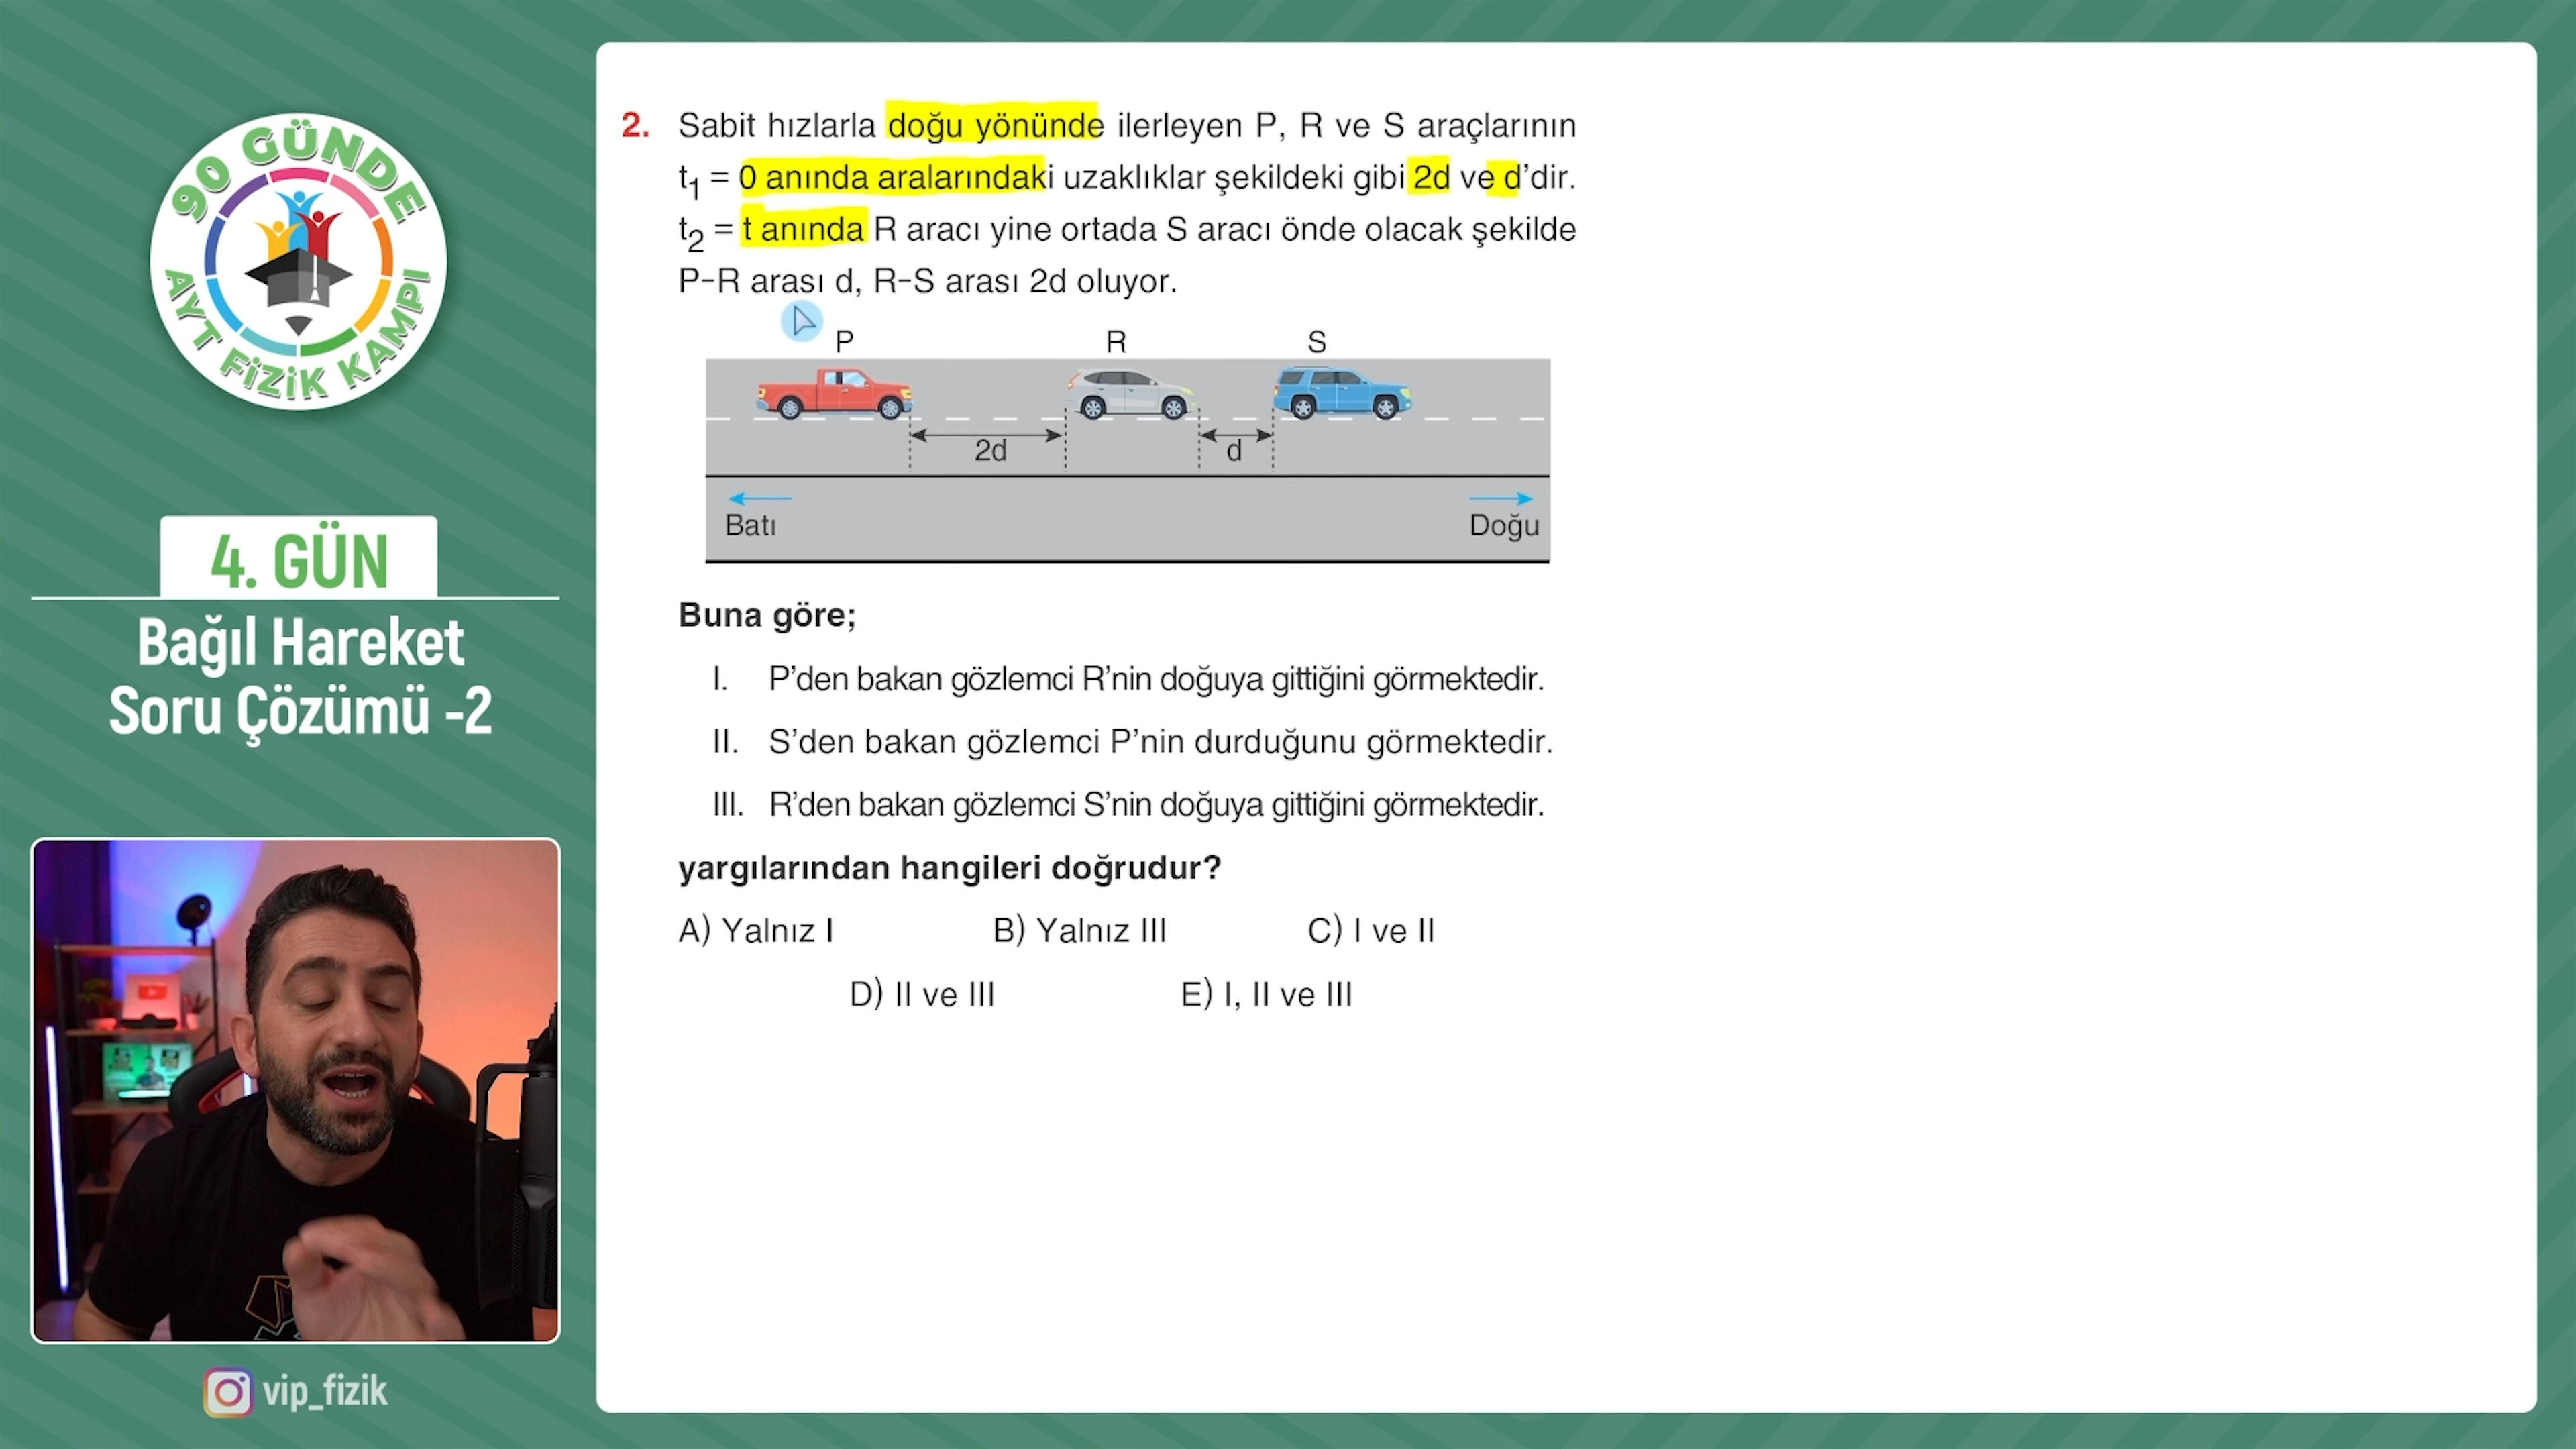 90 GÜNDE
AYT FİZİK KAMPI
4. GÜN
Bağıl Hareket
Soru Çözümü -2
vip_fizik
2. Sabit hızlarla doğu yönünde ilerleyen P, R ve S araçlarının
t1 = 0 anında aralarındaki uzaklıklar şekildeki gibi 2d ve d'dir.
t2 = t anında R aracı yine ortada S aracı önde olacak şekilde
P-R arası d, R-S arası 2d oluyor.
P R S
2d d
Batı Doğu
Buna göre;
I. P'den bakan gözlemci R'nin doğuya gittiğini görmektedir.
II. S'den bakan gözlemci P'nin durduğunu görmektedir.
III. R'den bakan gözlemci S'nin doğuya gittiğini görmektedir.
yargılarından hangileri doğrudur?
A) Yalnız I B) Yalnız III C) I ve II
D) II ve III E) I, II ve III